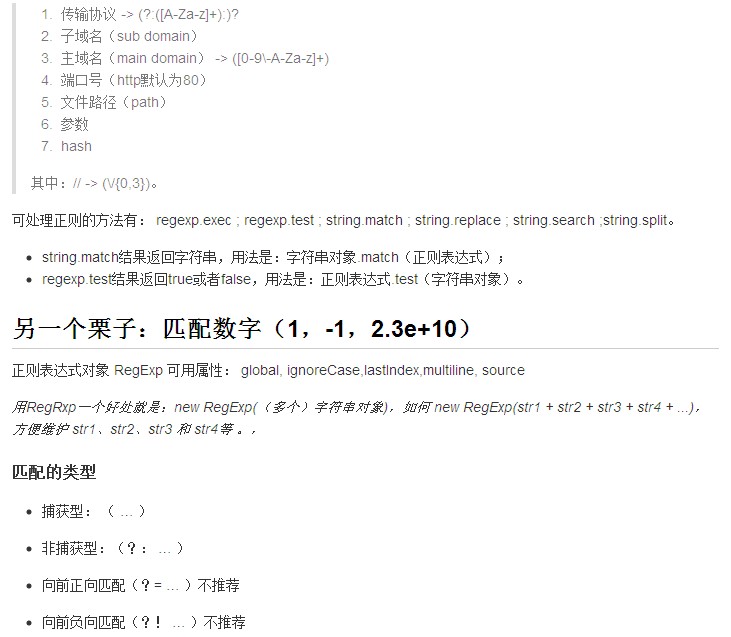 1. 传输协议 -> (?:([A-Za-z]+):)?
2. 子域名（sub domain）
3. 主域名（main domain） -> ([0-9\-A-Za-z]+)
4. 端口号（http默认为80）
5. 文件路径（path）
6. 参数
7. hash
其中：// -> (\/{0,3})。
可处理正则的方法有： regexp.exec ; regexp.test ; string.match ; string.replace ; string.search ;string.split。
• string.match结果返回字符串，用法是：字符串对象.match（正则表达式）；
• regexp.test结果返回true或者false，用法是：正则表达式.test（字符串对象）。
另一个栗子：匹配数字（1，-1，2.3e+10）
正则表达式对象 RegExp 可用属性： global, ignoreCase,lastIndex,multiline, source
用RegRxp一个好处就是：new RegExp(（多个）字符串对象)，如何 new RegExp(str1 + str2 + str3 + str4 + ...)，
方便维护 str1、str2、str3 和 str4等 。，
匹配的类型
• 捕获型：（ … ）
• 非捕获型：（？： … ）
• 向前正向匹配（？= … ）不推荐
• 向前负向匹配（？！ … ）不推荐